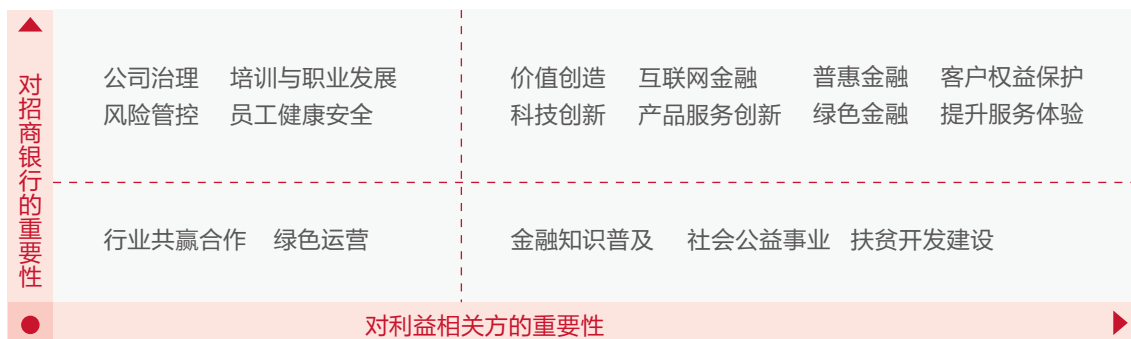 对招商银行的重要性
公司治理 培训与职业发展
风险管控 员工健康安全
价值创造 互联网金融 普惠金融 客户权益保护
科技创新 产品服务创新 绿色金融 提升服务体验
行业共赢合作 绿色运营
金融知识普及 社会公益事业 扶贫开发建设
对利益相关方的重要性